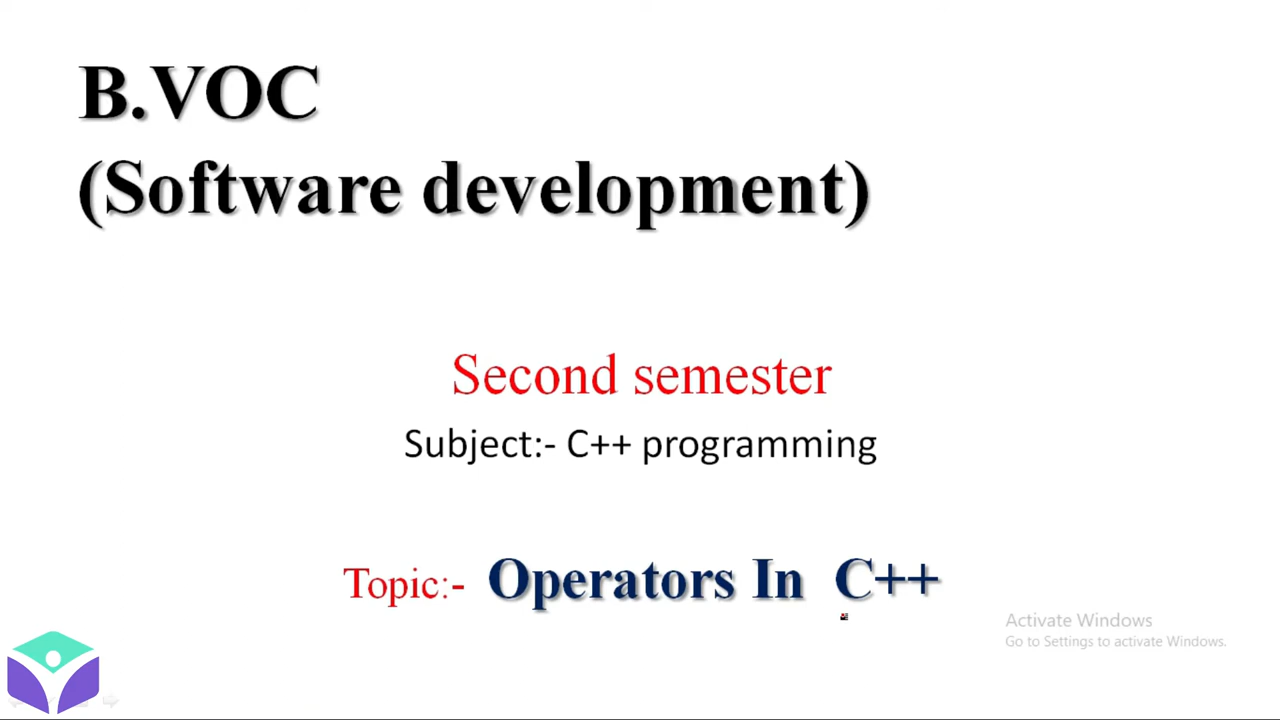 B.VOC
(Software development)
Second semester
Subject:- C++ programming
Topic:- Operators In C++
Activate Windows
Go to Settings to activate Windows.